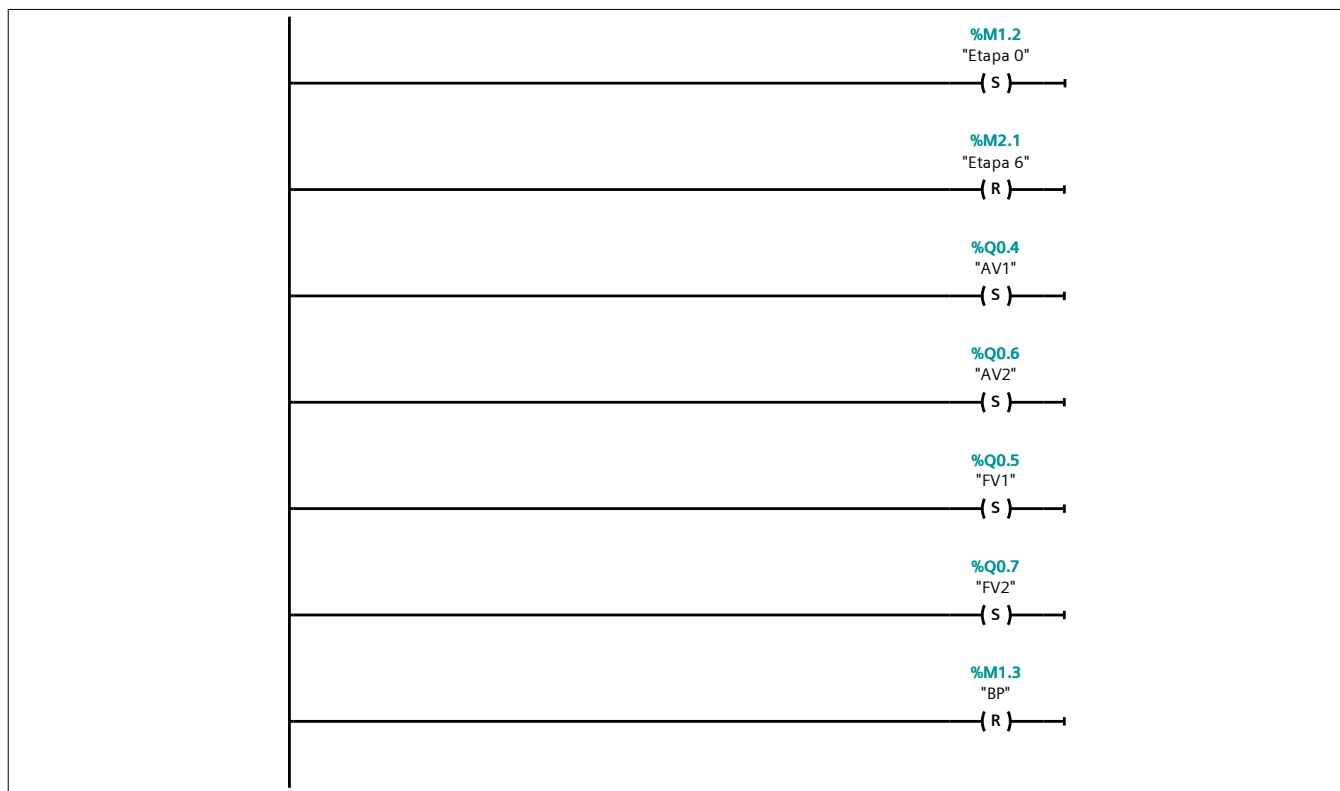 %M1.2
"Etapa 0"
S
%M2.1
"Etapa 6"
R
%Q0.4
"AV1"
S
%Q0.6
"AV2"
S
%Q0.5
"FV1"
S
%Q0.7
"FV2"
S
%M1.3
"BP"
R